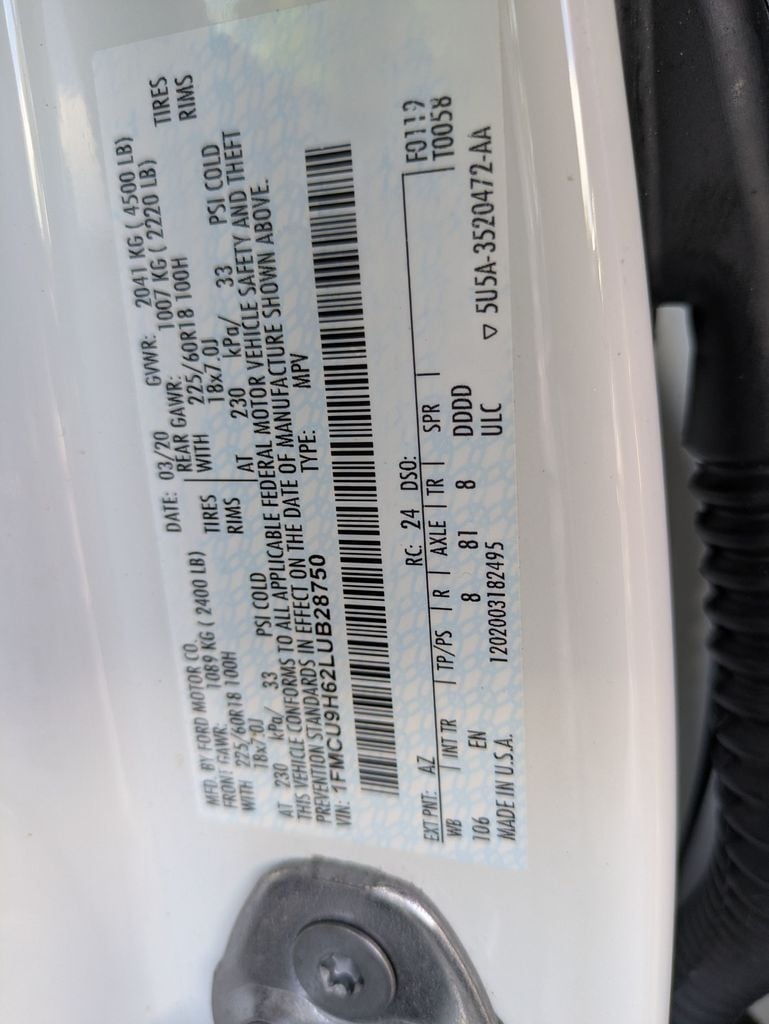 MFD. BY FORD MOTOR CO. DATE: 03/20 GVWR: 2041 KG ( 4500 LB)
FRONT GAWR: 1089 KG ( 2400 LB) REAR GAWR: 1007 KG ( 2220 LB)
WITH 225/60R18 100H TIRES WITH 225/60R18 100H TIRES
18x7.0J RIMS 18x7.0J RIMS
AT 230 kPa/ 33 PSI COLD AT 230 kPa/ 33 PSI COLD
THIS VEHICLE CONFORMS TO ALL APPLICABLE FEDERAL MOTOR VEHICLE SAFETY AND THEFT
PREVENTION STANDARDS IN EFFECT ON THE DATE OF MANUFACTURE SHOWN ABOVE.
VIN: 1FMCU9H62LUB28750 TYPE: MPV
EXT PNT: AZ RC: 24 DSO: F0119
WB INT TR TP/PS R AXLE TR SPR T0058
106 EN 8 81 8 DDDD
MADE IN U.S.A. 1202003182495 ULC ▽ 5U5A-3520472-AA